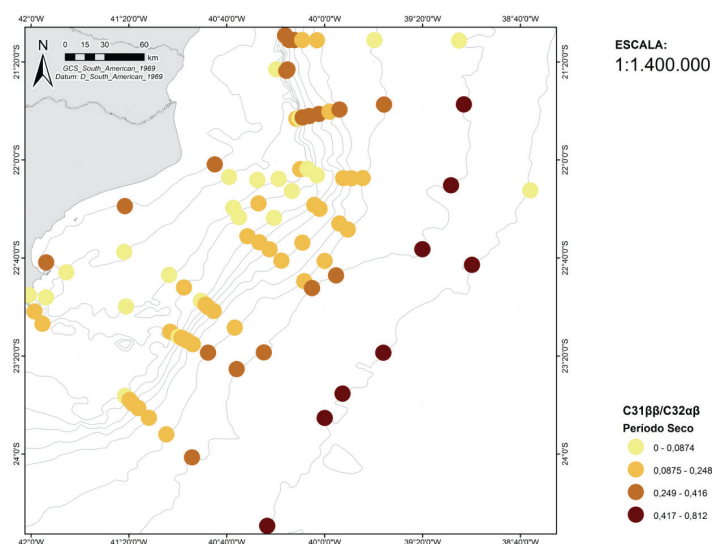 42°0'0"W 41°20'0"W 40°40'0"W 40°0'0"W 39°20'0"W 38°40'0"W
N
0 15 30 60
km
GCS_South_American_1969
Datum: D_South_American_1969
21°20'0"S 21°20'0"S
22°0'0"S 22°0'0"S
22°40'0"S 22°40'0"S
23°20'0"S 23°20'0"S
24°0'0"S 24°0'0"S
42°0'0"W 41°20'0"W 40°40'0"W 40°0'0"W 39°20'0"W 38°40'0"W
ESCALA:
1:1.400.000
C31ββ/C32αβ
Período Seco
0 - 0,0874
0,0875 - 0,248
0,249 - 0,416
0,417 - 0,812